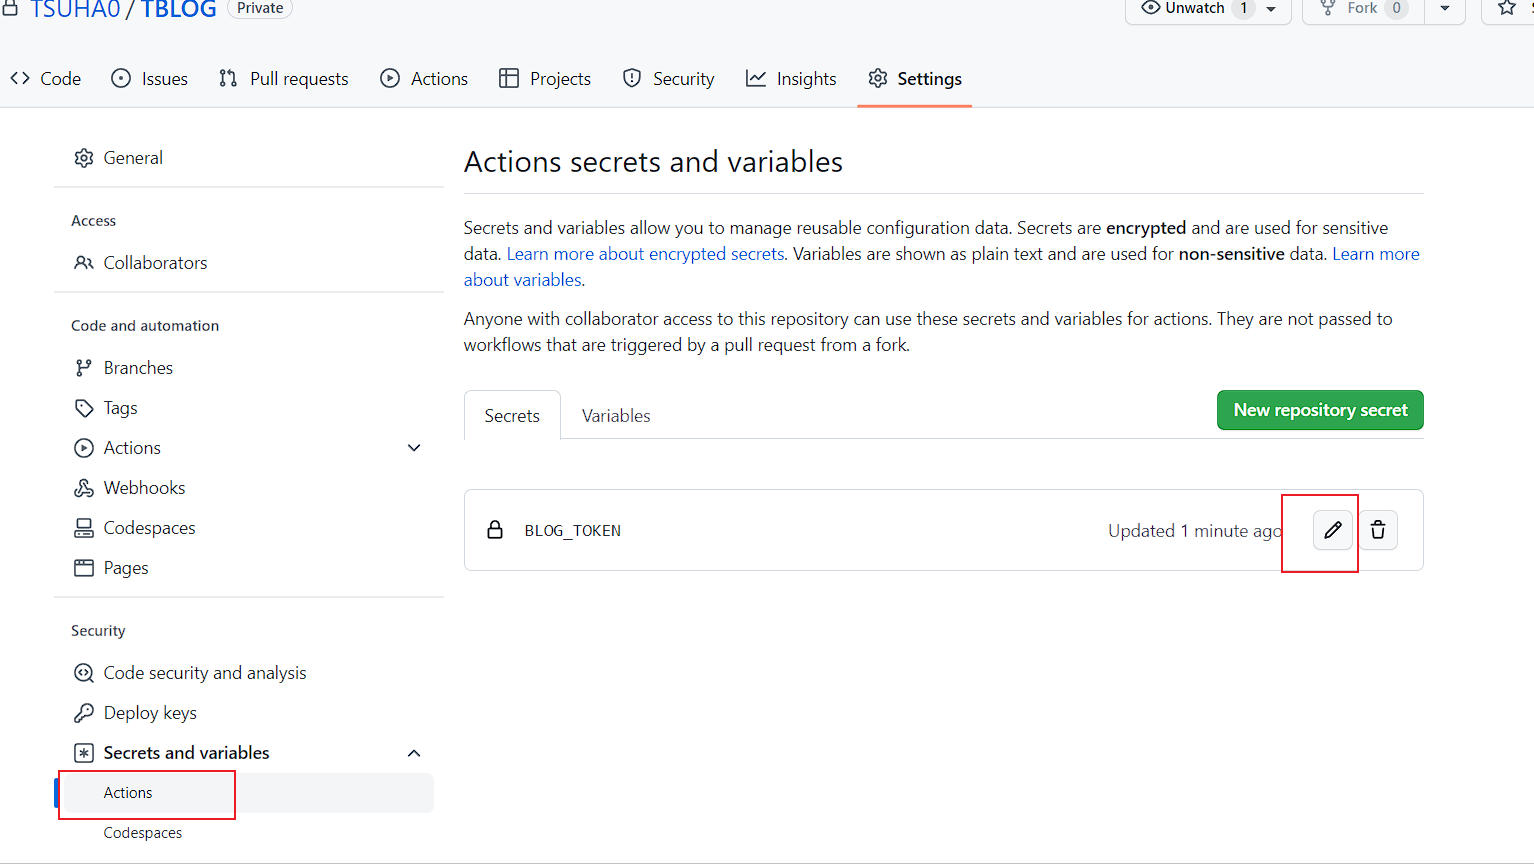 TSUHA0 / TBLOG Private
Unwatch 1
Fork 0
Code
Issues
Pull requests
Actions
Projects
Security
Insights
Settings
General
Access
Collaborators
Code and automation
Branches
Tags
Actions
Webhooks
Codespaces
Pages
Security
Code security and analysis
Deploy keys
Secrets and variables
Actions
Codespaces
Actions secrets and variables
Secrets and variables allow you to manage reusable configuration data. Secrets are encrypted and are used for sensitive
data. Learn more about encrypted secrets. Variables are shown as plain text and are used for non-sensitive data. Learn more
about variables.
Anyone with collaborator access to this repository can use these secrets and variables for actions. They are not passed to
workflows that are triggered by a pull request from a fork.
Secrets
Variables
New repository secret
BLOG_TOKEN
Updated 1 minute ago